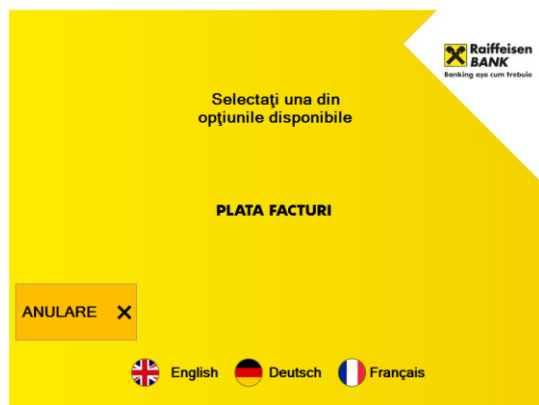 Raiffeisen
BANK
Banking aşa cum trebuie
Selectaţi una din
opţiunile disponibile
PLATA FACTURI
ANULARE
English Deutsch Français